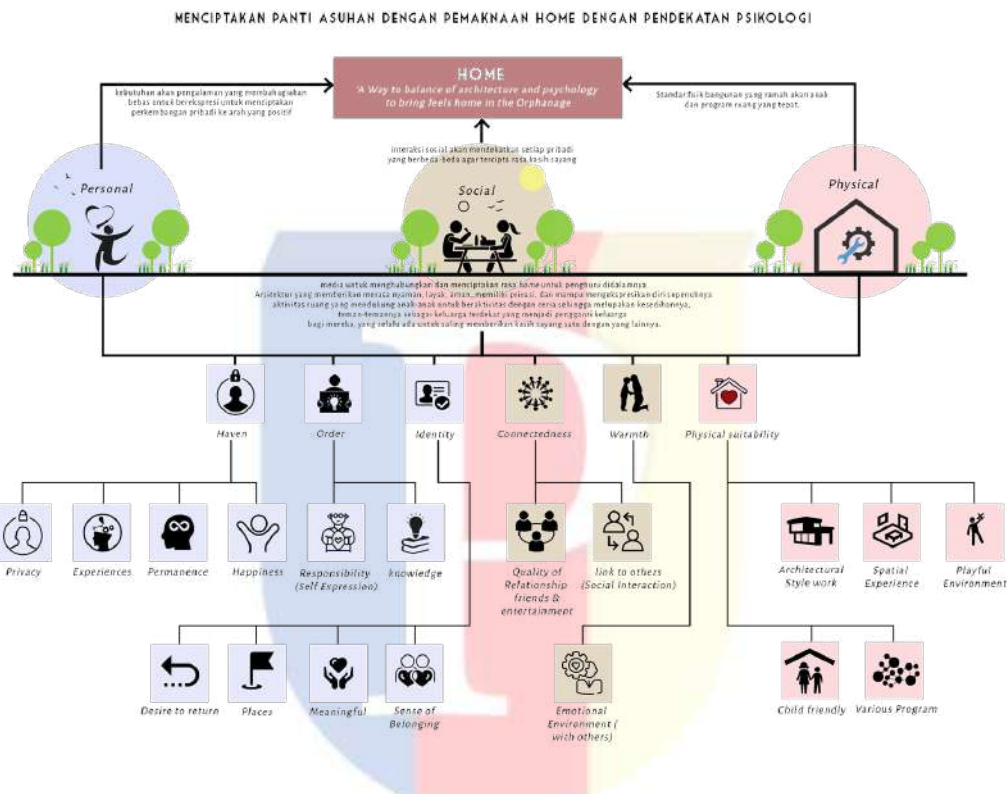 MENCIPTAKAN PANTI ASUHAN DENGAN PEMAKNAAN HOME DENGAN PENDEKATAN PSIKOLOGI
HOME
'A Way to balance of architecture and psychology
to bring feels home in the Orphanage
kebutuhan akan pengalaman yang membahagiakan
bebas untuk berekspresi untuk menciptakan
perkembangan pribadi ke arah yang positif
Standar fisik bangunan yang ramah akan anak
dan program ruang yang tepat.
interaksi sosial akan mendekatkan setiap pribadi
yang berbeda-beda agar tercipta rasa kasih sayang
Personal
Social
Physical
media untuk menghubungkan dan menciptakan rasa home untuk penghuni didalamnya
Arsitektur yang memberikan merasa nyaman, layak, aman, memiliki privasi, dan mampu mengekspresikan diri sepenuhnya
aktivitas ruang yang mendukung anak-anak untuk beraktivitas dengan ceria sehingga melupakan kesedihannya,
teman-temannya sebagai keluarga terdekat yang menjadi pengganti keluarga
bagi mereka, yang selalu ada untuk saling memberikan kasih sayang satu dengan yang lainnya.
Haven
Order
Identity
Connectedness
Warmth
Physical suitability
Privacy
Experiences
Permanence
Happiness
Responsibility
(Self Expression)
knowledge
Quality of
Relationship
friends &
entertainment
link to others
(Social Interaction)
Architectural
Style work
Spatial
Experience
Playful
Environment
Desire to return
Places
Meaningful
Sense of
Belonging
Emotional
Environment (
with others)
Child friendly
Various Program